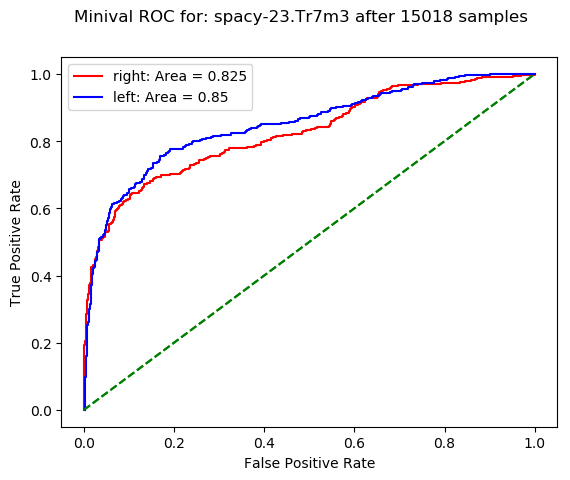 Minival ROC for: spacy-23.Tr7m3 after 15018 samples
right: Area = 0.825
left: Area = 0.85
1.0
0.8
0.6
0.4
0.2
0.0
True Positive Rate
0.0 0.2 0.4 0.6 0.8 1.0
False Positive Rate